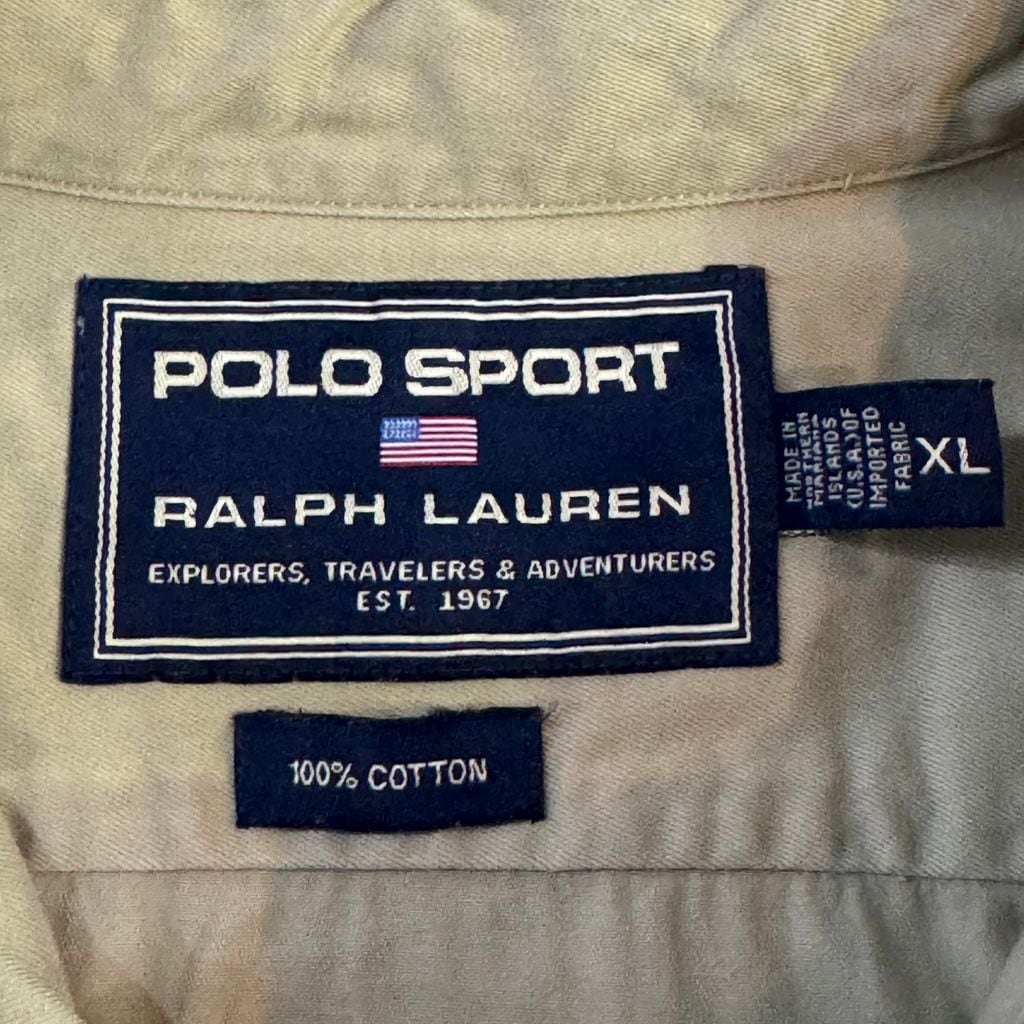 POLO SPORT
RALPH LAUREN
EXPLORERS, TRAVELERS & ADVENTURERS
EST. 1967
MADE IN
NORTHERN
MARIANA
ISLANDS
(U.S.A.) OF
IMPORTED
FABRIC
XL
100% COTTON